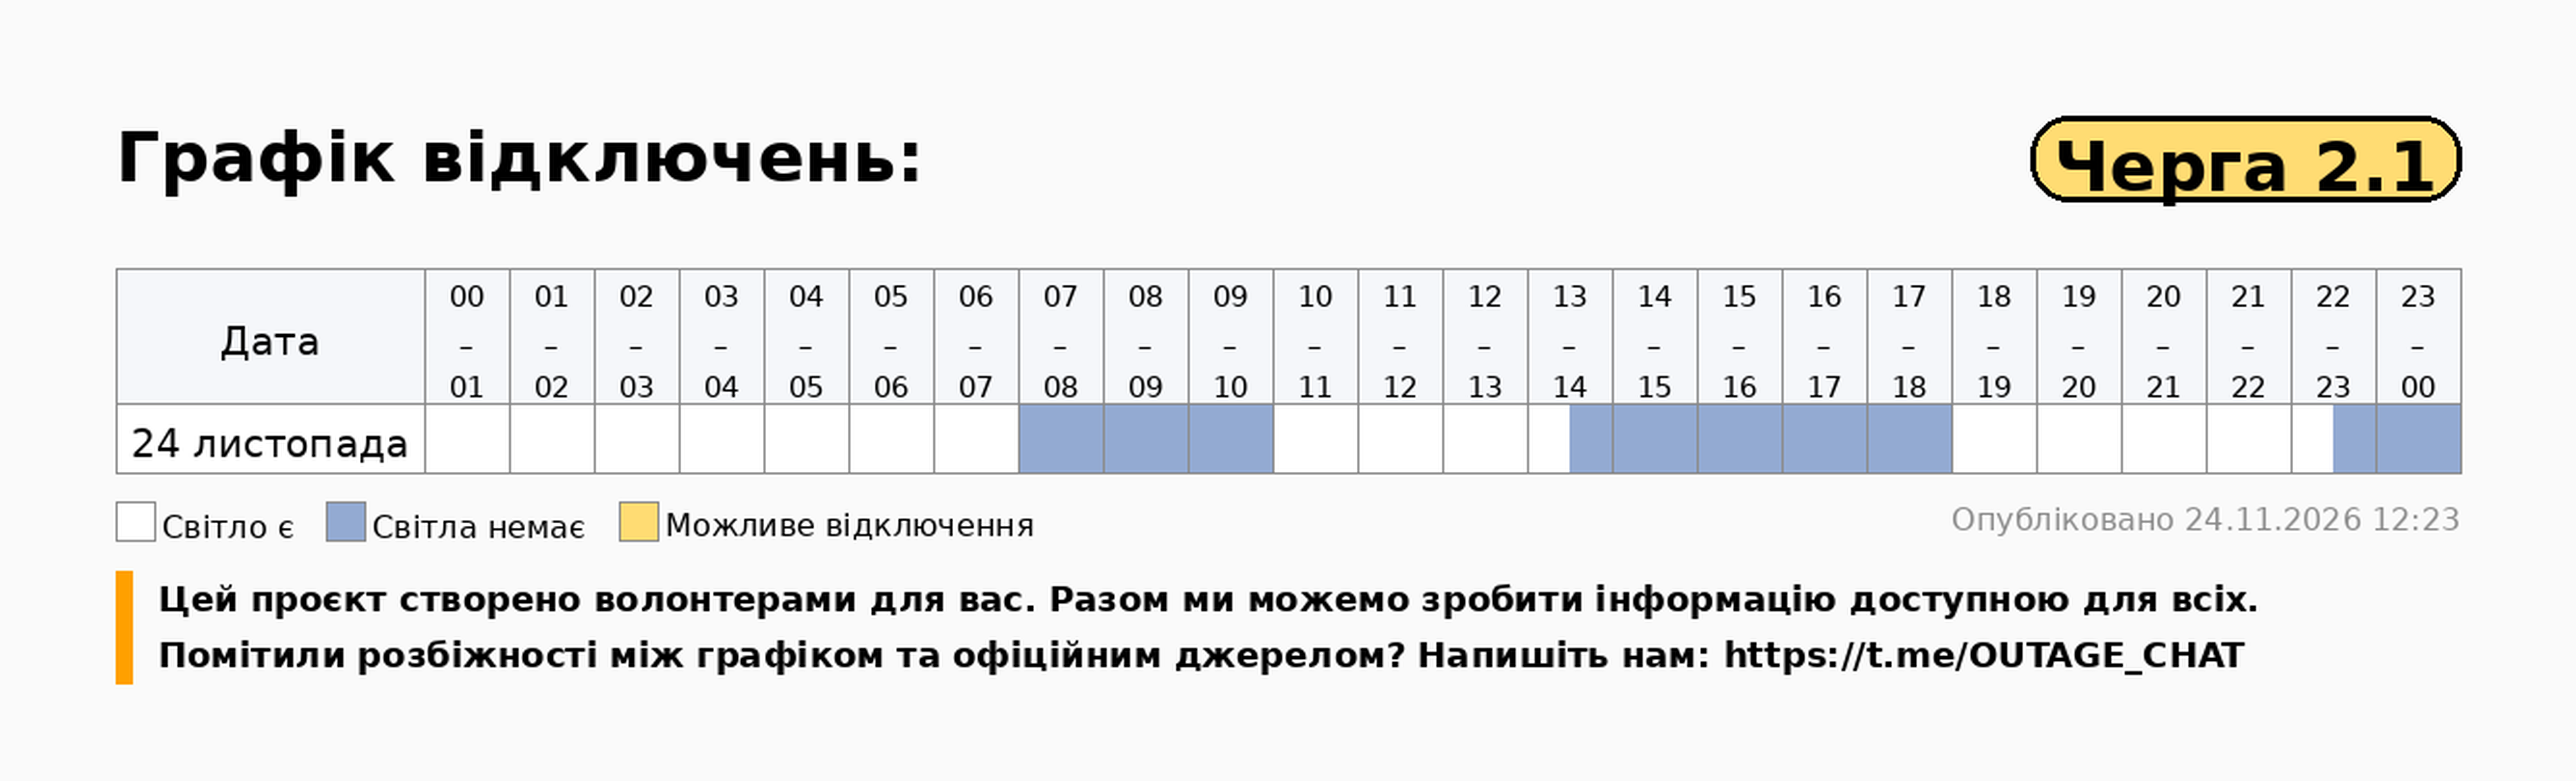 Графік відключень:
Черга 2.1
Дата
00 – 01
01 – 02
02 – 03
03 – 04
04 – 05
05 – 06
06 – 07
07 – 08
08 – 09
09 – 10
10 – 11
11 – 12
12 – 13
13 – 14
14 – 15
15 – 16
16 – 17
17 – 18
18 – 19
19 – 20
20 – 21
21 – 22
22 – 23
23 – 00
24 листопада
Світло є
Світла немає
Можливе відключення
Опубліковано 24.11.2026 12:23
Цей проєкт створено волонтерами для вас. Разом ми можемо зробити інформацію доступною для всіх.
Помітили розбіжності між графіком та офіційним джерелом? Напишіть нам: https://t.me/OUTAGE_CHAT